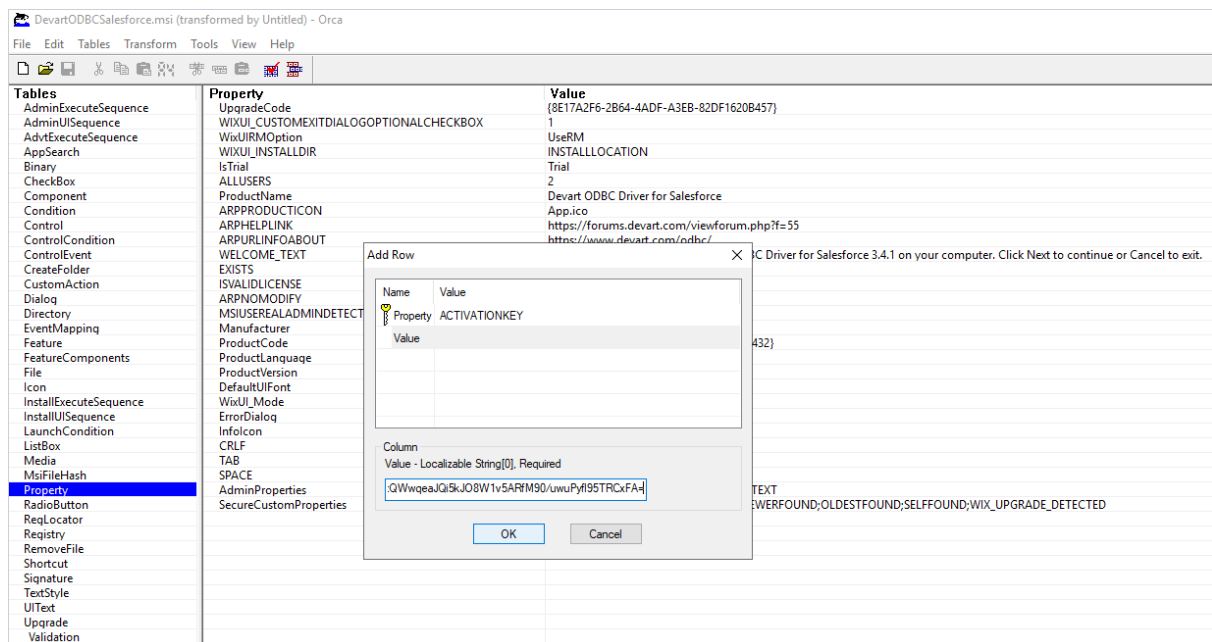 DevartODBCSalesforce.msi (transformed by Untitled) - Orca
File Edit Tables Transform Tools View Help
Tables Property Value
AdminExecuteSequence UpgradeCode {8E17A2F6-2B64-4ADF-A3EB-82DF1620B457}
AdminUISequence WIXUI_CUSTOMEXITDIALOGOPTIONALCHECKBOX 1
AdvtExecuteSequence WixUIRMOption UseRM
AppSearch WIXUI_INSTALLDIR INSTALLLOCATION
Binary IsTrial Trial
CheckBox ALLUSERS 2
Component ProductName Devart ODBC Driver for Salesforce
Condition ARPPRODUCTICON App.ico
Control ARPHELPLINK https://forums.devart.com/viewforum.php?f=55
ControlCondition ARPURLINFOABOUT https://www.devart.com/odbc/
ControlEvent WELCOME_TEXT C Driver for Salesforce 3.4.1 on your computer. Click Next to continue or Cancel to exit.
CreateFolder EXISTS
CustomAction ISVALIDLICENSE
Dialog ARPNOMODIFY
Directory MSIUSEREALADMINDETECT
EventMapping Manufacturer
Feature ProductCode 432}
FeatureComponents ProductLanguage
File ProductVersion
Icon DefaultUIFont
InstallExecuteSequence WixUI_Mode
InstallUISequence ErrorDialog
LaunchCondition InfoIcon
ListBox CRLF
Media TAB
MsiFileHash SPACE
Property AdminProperties TEXT
RadioButton SecureCustomProperties EWERFOUND;OLDESTFOUND;SELFFOUND;WIX_UPGRADE_DETECTED
RegLocator
Registry
RemoveFile
Shortcut
Signature
TextStyle
UIText
Upgrade
_Validation
Add Row
Name Value
Property ACTIVATIONKEY
Value
Column
Value - Localizable String[0], Required
:QWwqeaJQi5kJO8W1v5ARfM90/uwuPyfI95TRCxFA=
OK Cancel